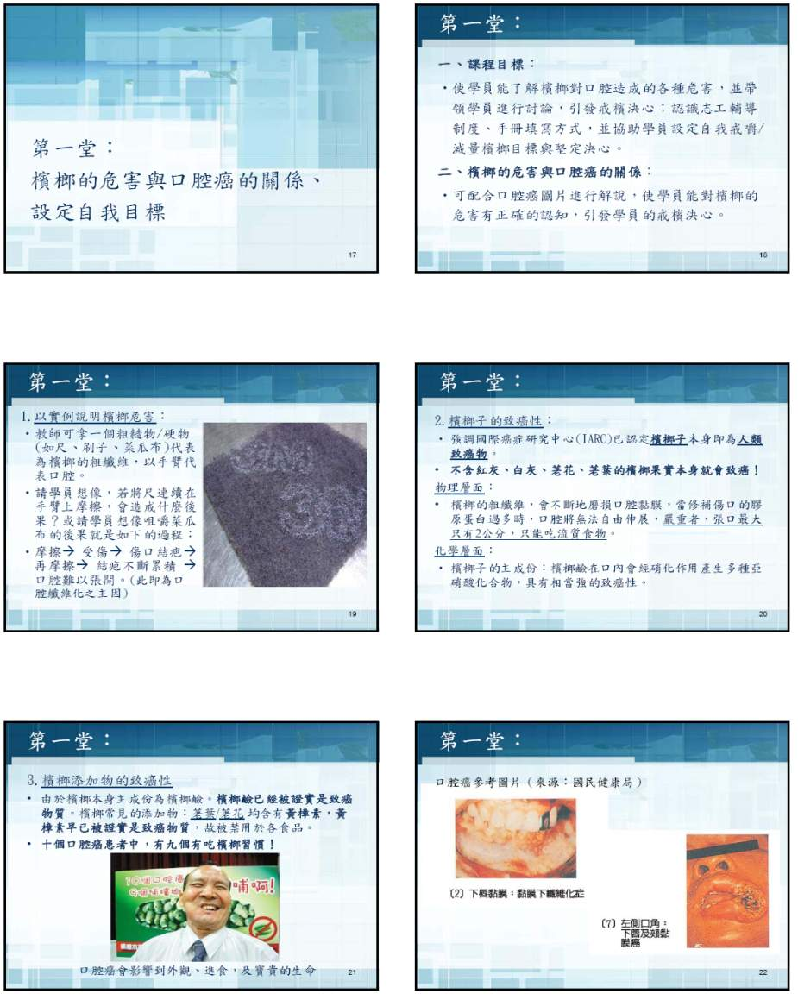 第一堂：
檳榔的危害與口腔癌的關係、
設定自我目標
17
第一堂：
一、課程目標：
•使學員能了解檳榔對口腔造成的各種危害，並帶
領學員進行討論，引發戒檳決心；認識志工輔導
制度、手冊填寫方式，並協助學員設定自我戒嚼/
減量檳榔目標與堅定決心。
二、檳榔的危害與口腔癌的關係：
•可配合口腔癌圖片進行解說，使學員能對檳榔的
危害有正確的認知，引發學員的戒檳決心。
18
第一堂：
1.以實例說明檳榔危害：
•教師可拿一個粗糙物/硬物
(如尺、刷子、菜瓜布)代表
為檳榔的粗纖維，以手臂代
表口腔。
•請學員想像，若將尺連續在
手臂上摩擦，會造成什麼後
果？或請學員想像咀嚼菜瓜
布的後果就是如下的過程：
•摩擦→ 受傷→ 傷口結疤→
再摩擦→ 結疤不斷累積 →
口腔難以張開。(此即為口
腔纖維化之主因)
19
第一堂：
2.檳榔子的致癌性：
• 強調國際癌症研究中心(IARC)已認定檳榔子本身即為人類
致癌物。
• 不含紅灰、白灰、荖花、荖葉的檳榔果實本身就會致癌！
物理層面：
• 檳榔的粗纖維，會不斷地磨損口腔黏膜，當修補傷口的膠
原蛋白過多時，口腔將無法自由伸展，嚴重者，張口最大
只有2公分，只能吃流質食物。
化學層面：
• 檳榔子的主成份：檳榔鹼在口內會經硝化作用產生多種亞
硝酸化合物，具有相當強的致癌性。
20
第一堂：
3.檳榔添加物的致癌性
• 由於檳榔本身主成份為檳榔鹼。檳榔鹼已經被證實是致癌
物質。檳榔常見的添加物：荖葉/荖花 均含有黃樟素，黃
樟素早已被證實是致癌物質，故被禁用於各食品。
• 十個口腔癌患者中，有九個有吃檳榔習慣！
10個口腔癌
哺啊!
口腔癌會影響到外觀、進食，及寶貴的生命
21
第一堂：
口腔癌參考圖片（來源：國民健康局）
(2) 下唇黏膜：黏膜下纖維化症
(7) 左側口角：
下唇及頰黏
膜癌
22